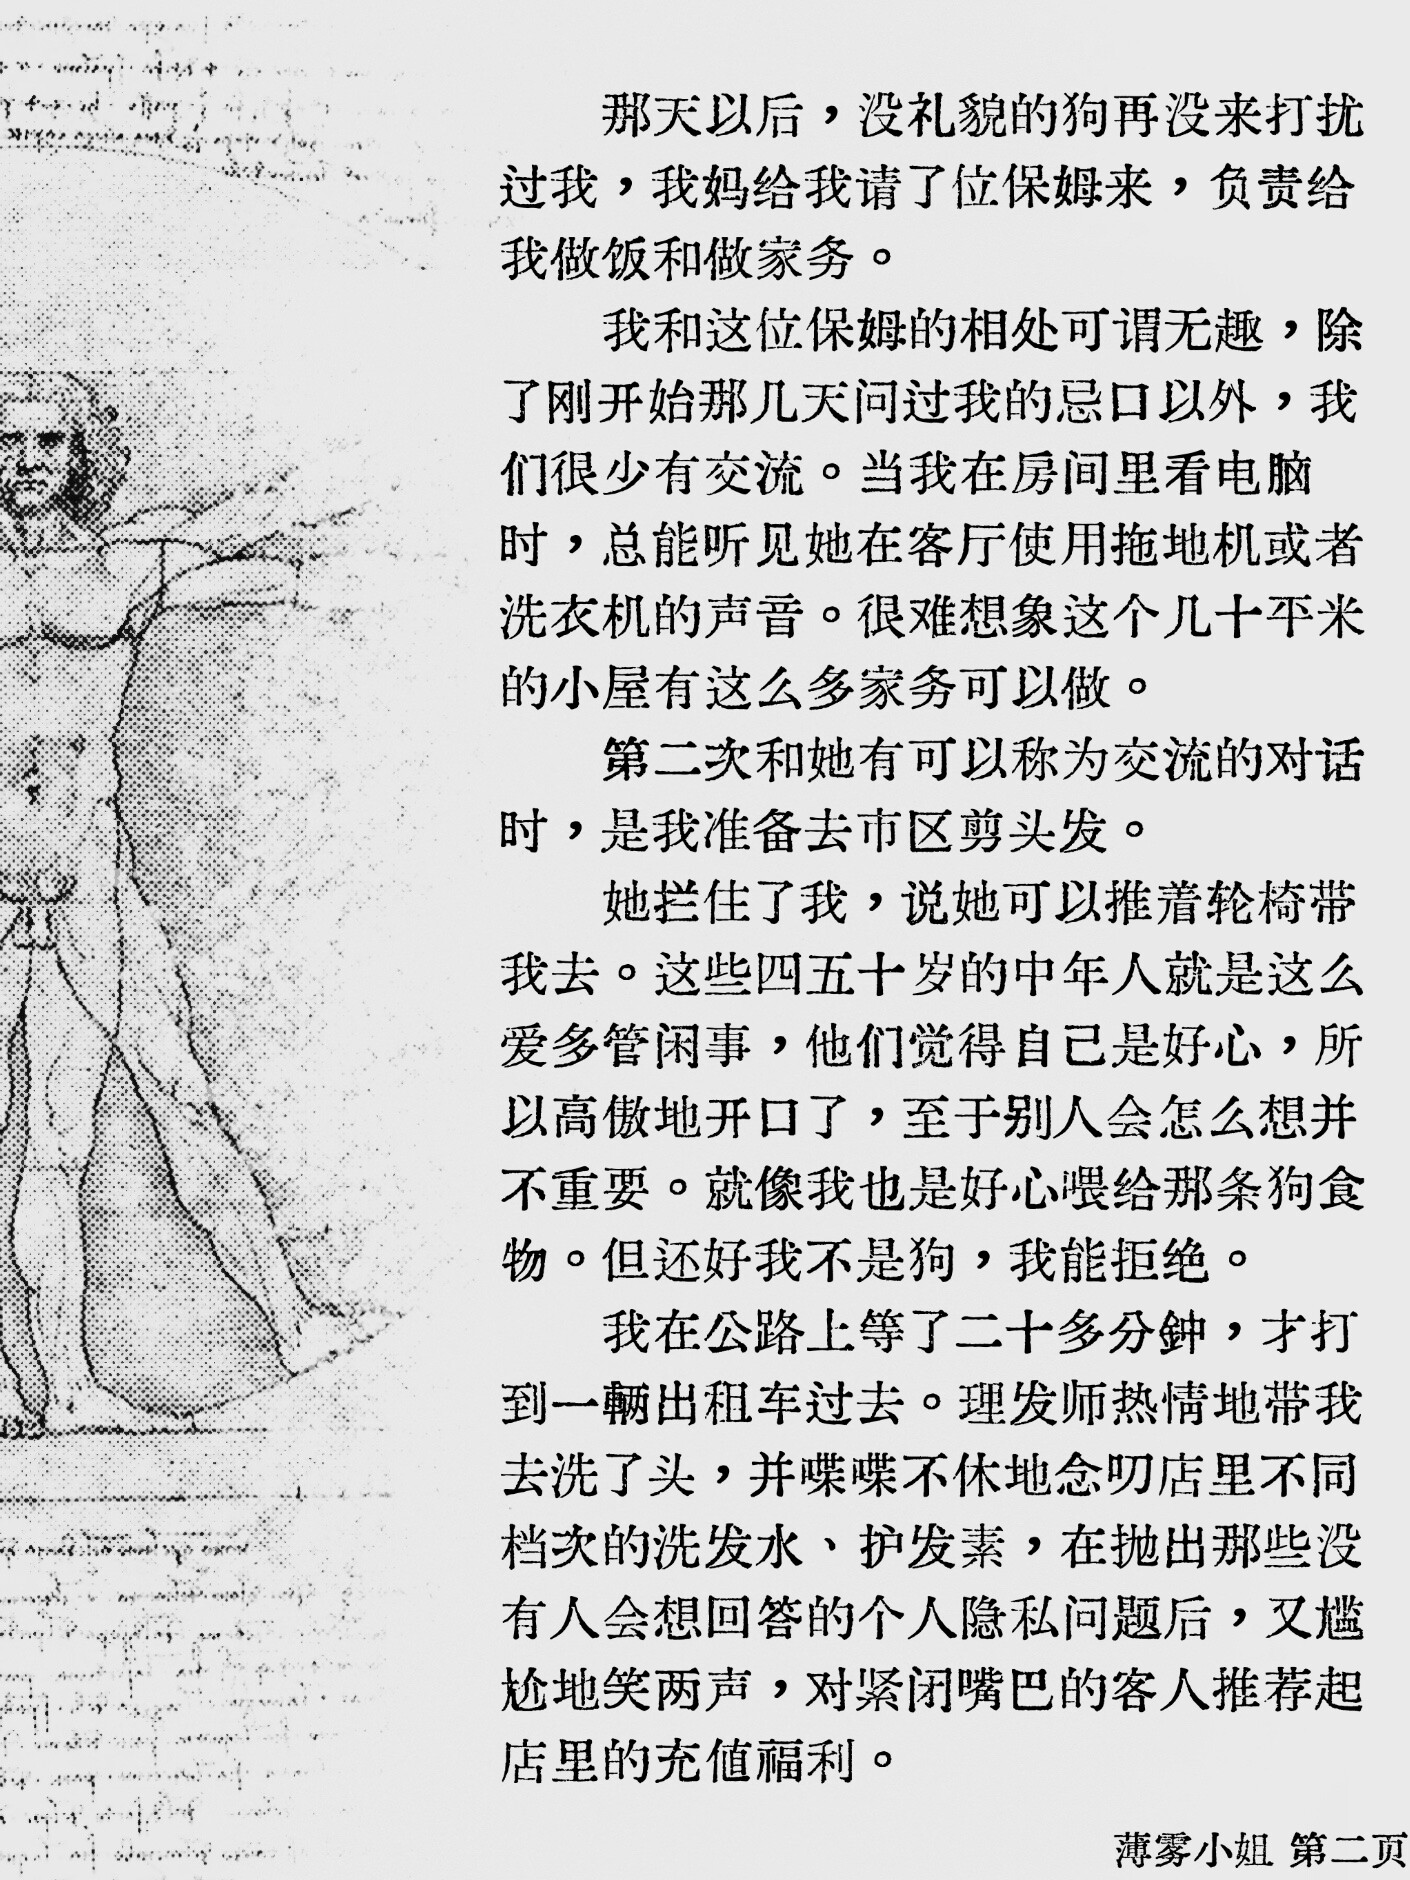 那天以后，没礼貌的狗再没来打扰
过我，我妈给我请了位保姆来，负责给
我做饭和做家务。
我和这位保姆的相处可谓无趣，除
了刚开始那几天问过我的忌口以外，我
们很少有交流。当我在房间里看电脑
时，总能听见她在客厅使用拖地机或者
洗衣机的声音。很难想象这个几十平米
的小屋有这么多家务可以做。
第二次和她有可以称为交流的对话
时，是我准备去市区剪头发。
她拦住了我，说她可以推着轮椅带
我去。这些四五十岁的中年人就是这么
爱多管闲事，他们觉得自己是好心，所
以高傲地开口了，至于别人会怎么想并
不重要。就像我也是好心喂给那条狗食
物。但还好我不是狗，我能拒绝。
我在公路上等了二十多分鈡，才打
到一輌出租车过去。理发师热情地带我
去洗了头，并喋喋不休地念叨店里不同
档次的洗发水、护发素，在抛出那些没
有人会想回答的个人隐私问题后，又尴
尬地笑两声，对紧闭嘴巴的客人推荐起
店里的充值福利。
薄雾小姐 第二页